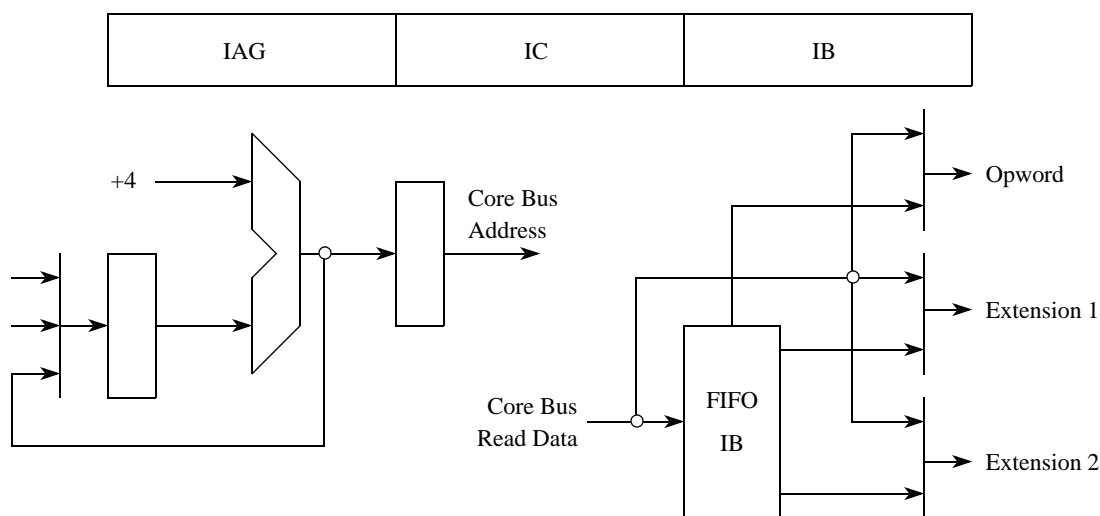 IAG
IC
IB
+4
Core Bus
Address
Opword
Extension 1
Core Bus
Read Data
FIFO
IB
Extension 2